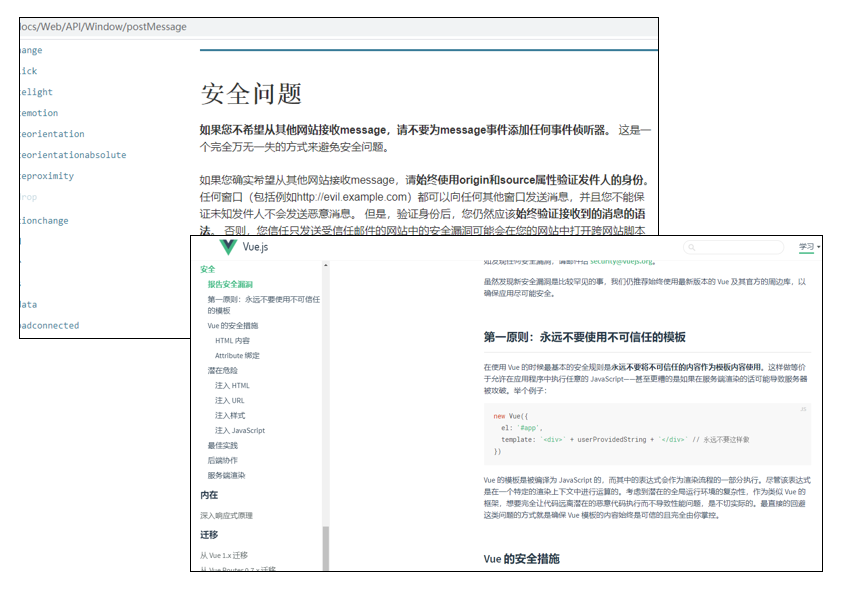 ocs/Web/API/Window/postMessage
ange
ick
elight
emotion
eorientation
eorientationabsolute
eproximity
rop
ionchange
ata
adconnected
安全问题
如果您不希望从其他网站接收message，请不要为message事件添加任何事件侦听器。 这是一
个完全万无一失的方式来避免安全问题。
如果您确实希望从其他网站接收message，请始终使用origin和source属性验证发件人的身份。
任何窗口（包括例如http://evil.example.com）都可以向任何其他窗口发送消息，并且您不能保
证未知发件人不会发送恶意消息。 但是，验证身份后，您仍然应该始终验证接收到的消息的语
法。 否则，您信任只发送受信任邮件的网站中的安全漏洞可能会在您的网站中打开跨网站脚本
Vue.js
学习
安全
报告安全漏洞
第一原则：永远不要使用不可信任
的模板
Vue 的安全措施
HTML 内容
Attribute 绑定
潜在危险
注入 HTML
注入 URL
注入样式
注入 JavaScript
最佳实践
后端协作
服务端渲染
内在
深入响应式原理
迁移
从 Vue 1.x 迁移
从 Vue Router 0.7.x 迁移
如发现任何安全漏洞，请邮件给 security@vuejs.org。
虽然发现新安全漏洞是比较罕见的事，我们仍推荐始终使用最新版本的 Vue 及其官方的周边库，以
确保应用尽可能安全。
第一原则：永远不要使用不可信任的模板
在使用 Vue 的时候最基本的安全规则是永远不要将不可信任的内容作为模板内容使用。这样做等价
于允许在应用程序中执行任意的 JavaScript——甚至更糟的是如果在服务端渲染的话可能导致服务器
被攻破。举个例子：
JS
new Vue({
el: `#app`,
template: `<div>` + userProvidedString + `</div>` // 永远不要这样做
})
Vue 的模板是被编译为 JavaScript 的，而其中的表达式会作为渲染流程的一部分执行。尽管该表达式
是在一个特定的渲染上下文中进行运算的。考虑到潜在的全局运行环境的复杂性，作为类似 Vue 的
框架，想要完全让代码远离潜在的恶意代码执行而不导致性能问题，是不切实际的。最直接的回避
这类问题的方式就是确保 Vue 模板的内容始终是可信的且完全由你掌控。
Vue 的安全措施